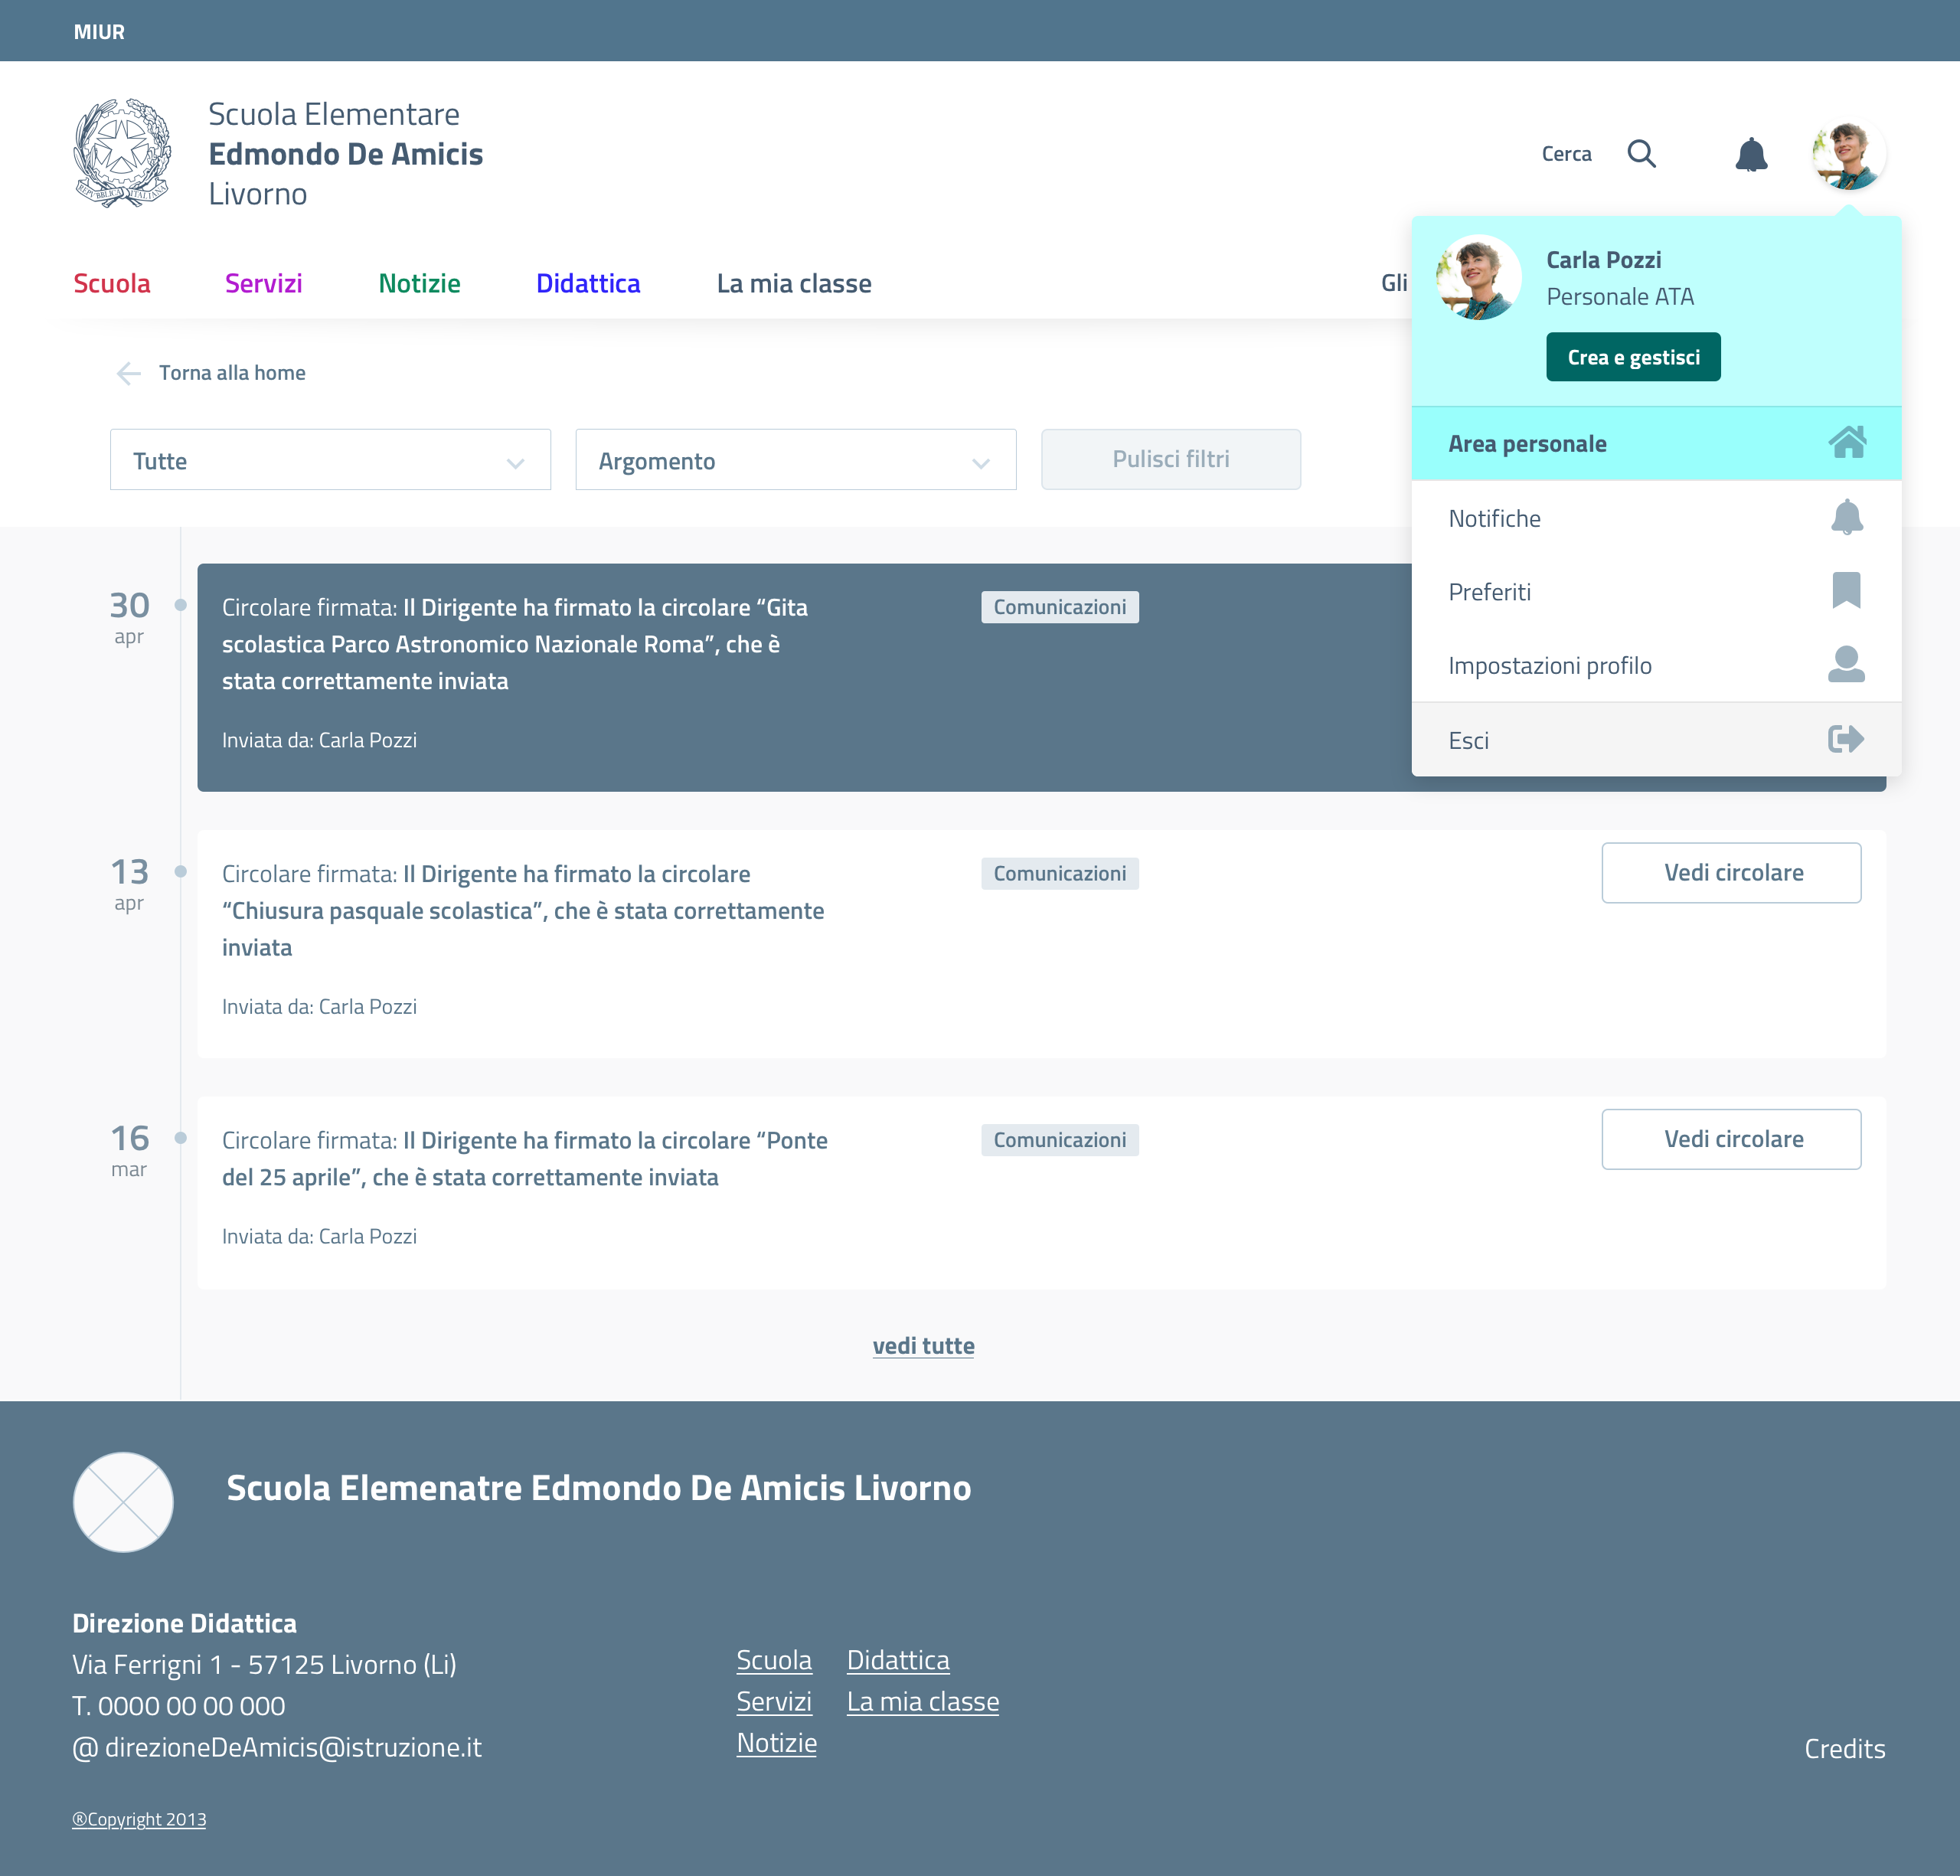 MIUR
Scuola Elementare
Edmondo De Amicis
Livorno
REPVBBLICA ITALIANA
Cerca
Scuola
Servizi
Notizie
Didattica
La mia classe
Gli
Carla Pozzi
Personale ATA
Crea e gestisci
Area personale
Notifiche
Preferiti
Impostazioni profilo
Esci
Torna alla home
Tutte
Argomento
Pulisci filtri
30
apr
Circolare firmata: Il Dirigente ha firmato la circolare “Gita
scolastica Parco Astronomico Nazionale Roma”, che è
stata correttamente inviata
Inviata da: Carla Pozzi
Comunicazioni
13
apr
Circolare firmata: Il Dirigente ha firmato la circolare
“Chiusura pasquale scolastica”, che è stata correttamente
inviata
Inviata da: Carla Pozzi
Comunicazioni
Vedi circolare
16
mar
Circolare firmata: Il Dirigente ha firmato la circolare “Ponte
del 25 aprile”, che è stata correttamente inviata
Inviata da: Carla Pozzi
Comunicazioni
Vedi circolare
vedi tutte
Scuola Elemenatre Edmondo De Amicis Livorno
Direzione Didattica
Via Ferrigni 1 - 57125 Livorno (Li)
T. 0000 00 00 000
@ direzioneDeAmicis@istruzione.it
Scuola
Servizi
Notizie
Didattica
La mia classe
Credits
®Copyright 2013